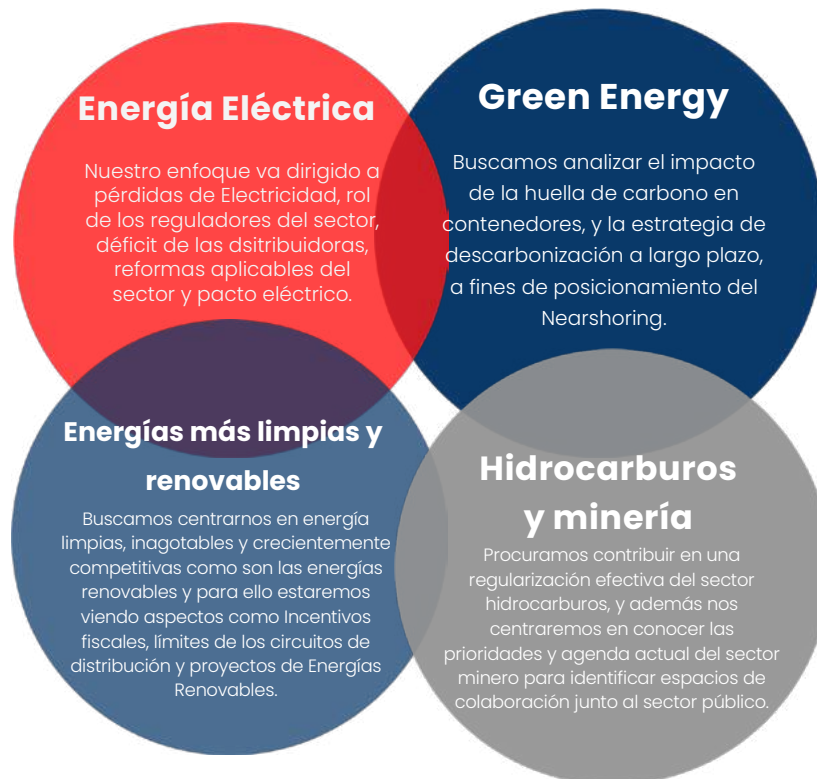 Energía Eléctrica
Nuestro enfoque va dirigido a
pérdidas de Electricidad, rol
de los reguladores del sector,
déficit de las dsitribuidoras,
reformas aplicables del
sector y pacto eléctrico.
Green Energy
Buscamos analizar el impacto
de la huella de carbono en
contenedores, y la estrategia de
descarbonización a largo plazo,
a fines de posicionamiento del
Nearshoring.
Energías más limpias y
renovables
Buscamos centrarnos en energía
limpias, inagotables y crecientemente
competitivas como son las energías
renovables y para ello estaremos
viendo aspectos como Incentivos
fiscales, límites de los circuitos de
distribución y proyectos de Energías
Renovables.
Hidrocarburos
y minería
Procuramos contribuir en una
regularización efectiva del sector
hidrocarburos, y además nos
centraremos en conocer las
prioridades y agenda actual del sector
minero para identificar espacios de
colaboración junto al sector público.